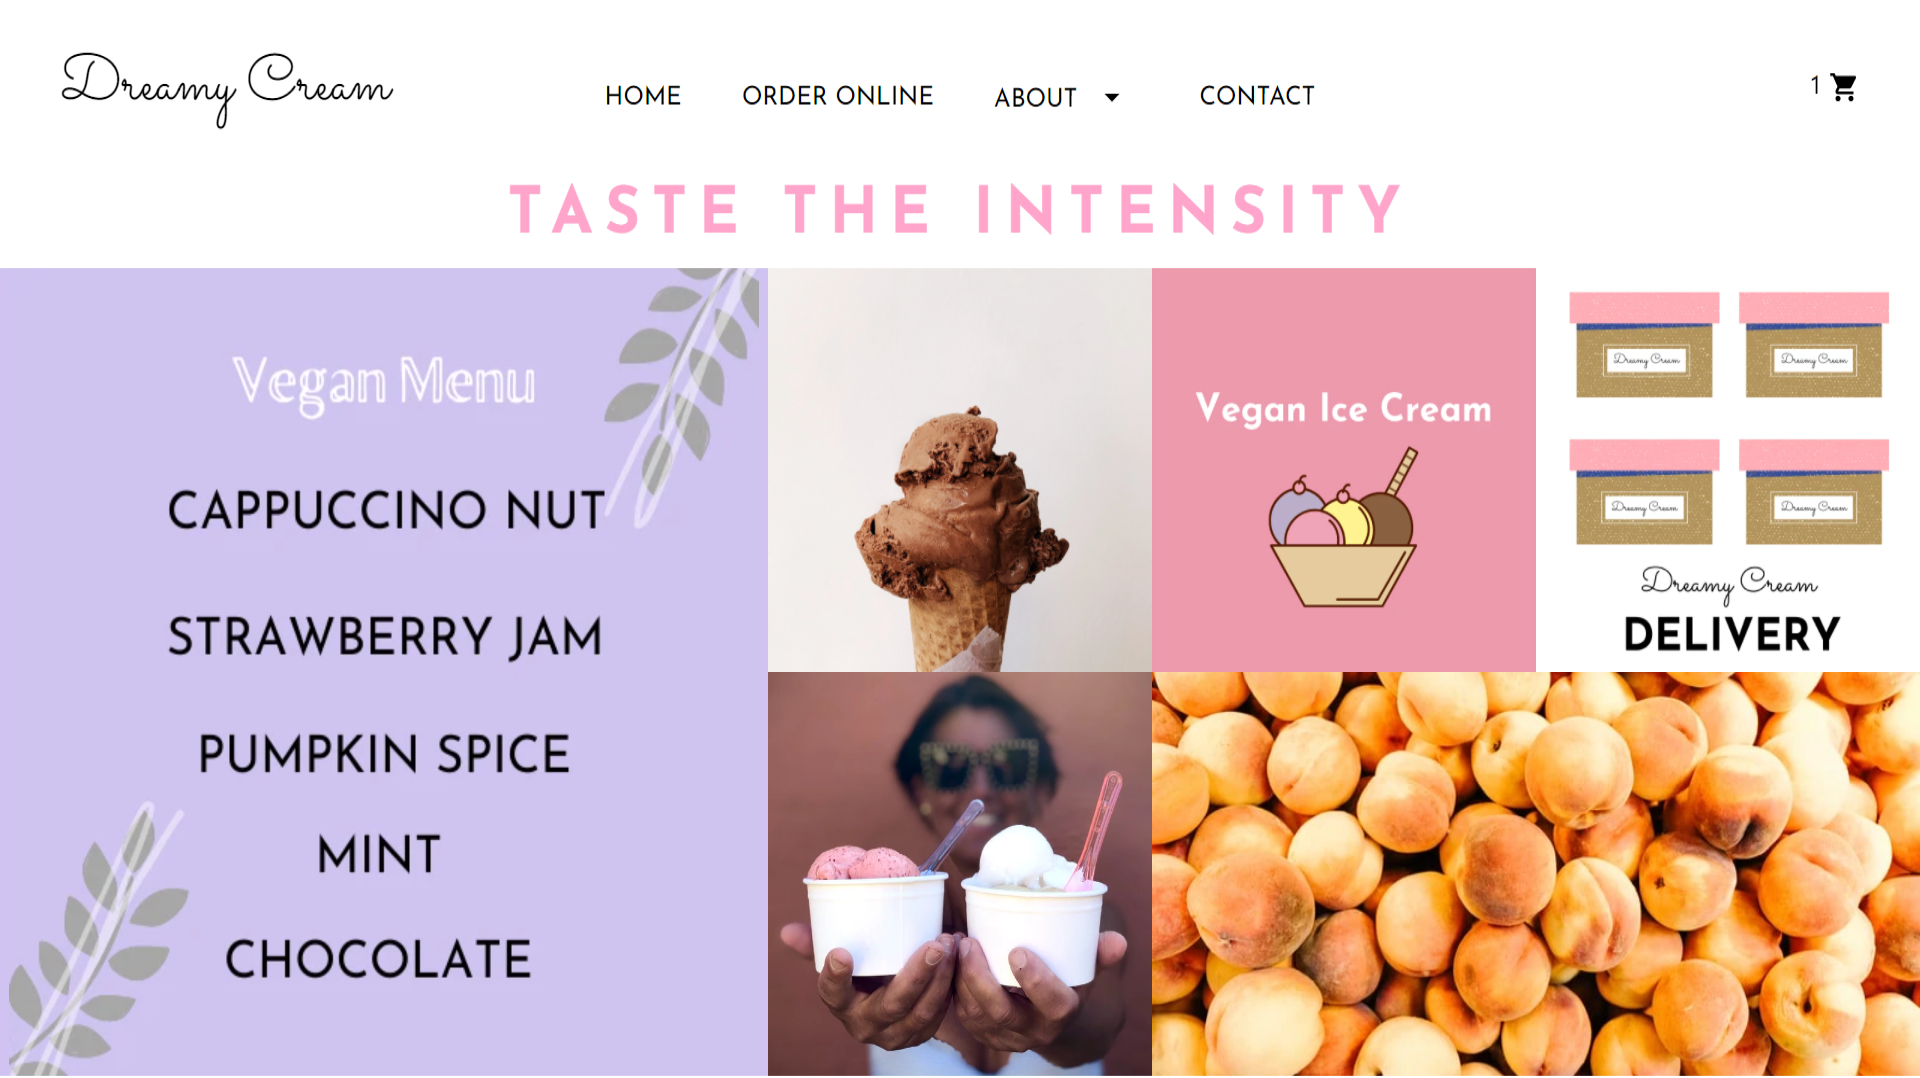 Dreamy Cream
HOME
ORDER ONLINE
ABOUT
CONTACT
1
TASTE THE INTENSITY
Vegan Menu
CAPPUCCINO NUT
STRAWBERRY JAM
PUMPKIN SPICE
MINT
CHOCOLATE
Vegan Ice Cream
Dreamy Cream
Dreamy Cream
Dreamy Cream
Dreamy Cream
Dreamy Cream
DELIVERY